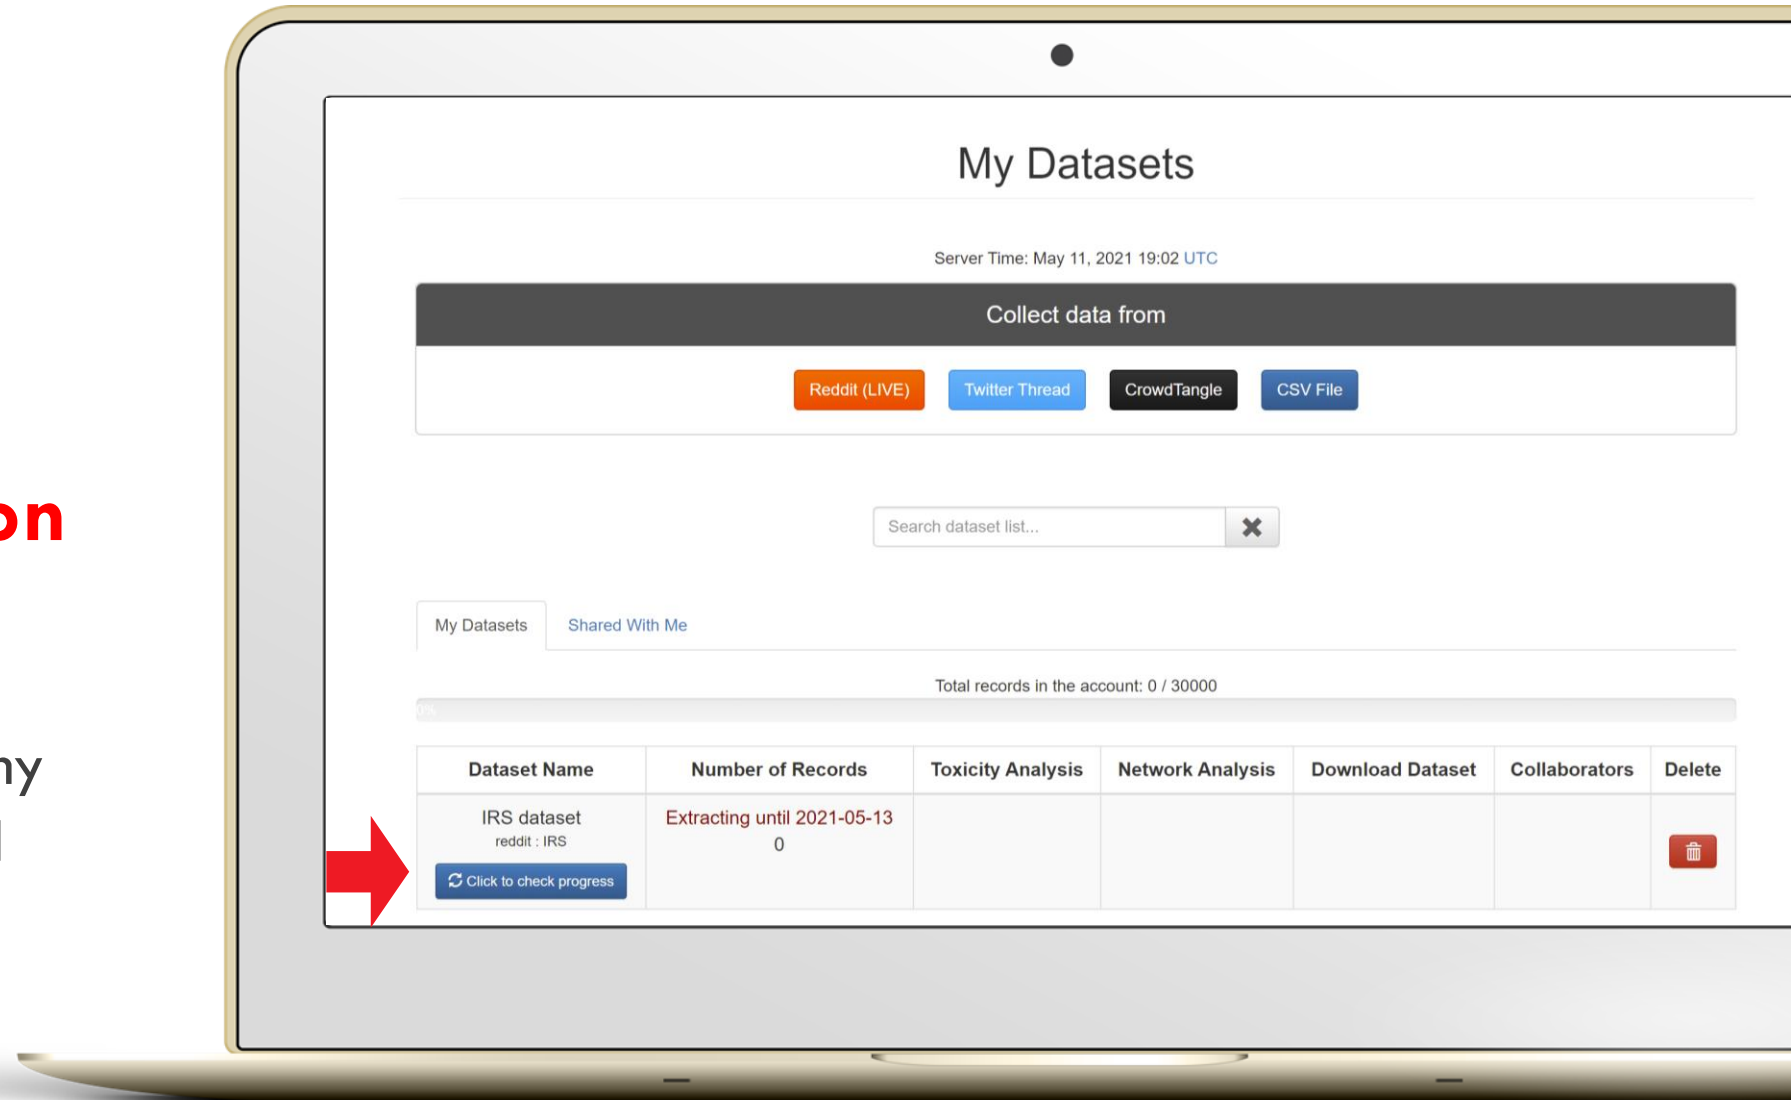 on
ny
My Datasets
Server Time: May 11, 2021 19:02 UTC
Collect data from
Reddit (LIVE) Twitter Thread CrowdTangle CSV File
Search dataset list...
My Datasets Shared With Me
Total records in the account: 0 / 30000
0%
Dataset Name Number of Records Toxicity Analysis Network Analysis Download Dataset Collaborators Delete
IRS dataset Extracting until 2021-05-13
reddit : IRS 0
Click to check progress